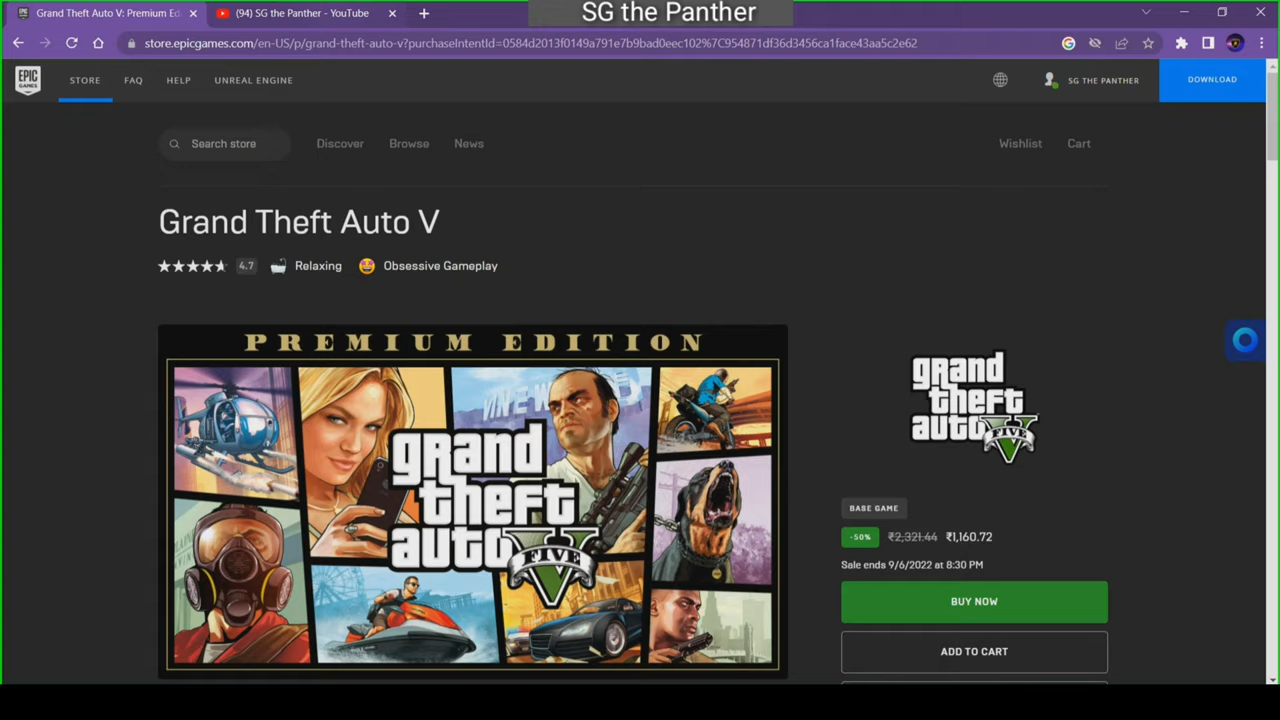 SG the Panther
Grand Theft Auto V: Premium Ed
(94) SG the Panther - YouTube
store.epicgames.com/en-US/p/grand-theft-auto-v?purchaseIntentId=0584d2013f0149a791e7b9bad0eec102%7C954871df36d3456ca1face43aa5c2e62
EPIC GAMES
STORE FAQ HELP UNREAL ENGINE
SG THE PANTHER
DOWNLOAD
Search store Discover Browse News Wishlist Cart
Grand Theft Auto V
4.7 Relaxing Obsessive Gameplay
PREMIUM EDITION
grand
theft
auto V
FIVE
grand
theft
auto V
FIVE
BASE GAME
-50% ₹2,321.44 ₹1,160.72
Sale ends 9/6/2022 at 8:30 PM
BUY NOW
ADD TO CART